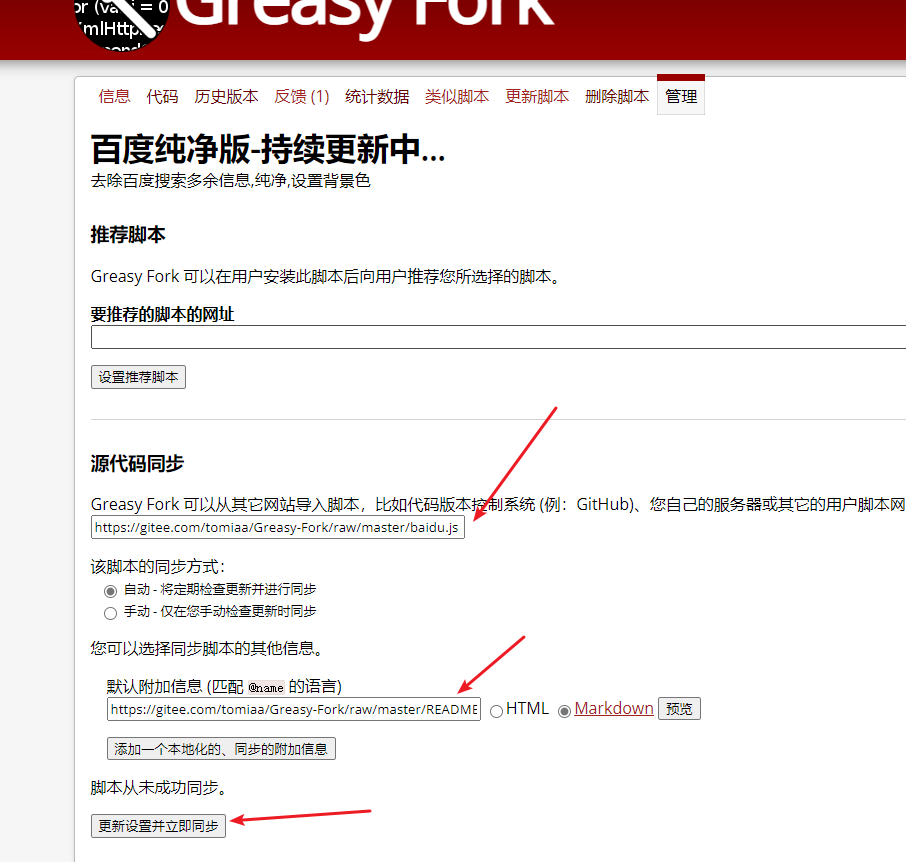 or (var i = 0
Greasy Fork
信息 代码 历史版本 反馈 (1) 统计数据 类似脚本 更新脚本 删除脚本 管理
百度纯净版-持续更新中...
去除百度搜索多余信息,纯净,设置背景色
推荐脚本
Greasy Fork 可以在用户安装此脚本后向用户推荐您所选择的脚本。
要推荐的脚本的网址
设置推荐脚本
源代码同步
Greasy Fork 可以从其它网站导入脚本，比如代码版本控制系统 (例：GitHub)、您自己的服务器或其它的用户脚本网
https://gitee.com/tomiaa/Greasy-Fork/raw/master/baidu.js
该脚本的同步方式：
自动 - 将定期检查更新并进行同步
手动 - 仅在您手动检查更新时同步
您可以选择同步脚本的其他信息。
默认附加信息 (匹配 @name 的语言)
https://gitee.com/tomiaa/Greasy-Fork/raw/master/README HTML Markdown 预览
添加一个本地化的、同步的附加信息
脚本从未成功同步。
更新设置并立即同步